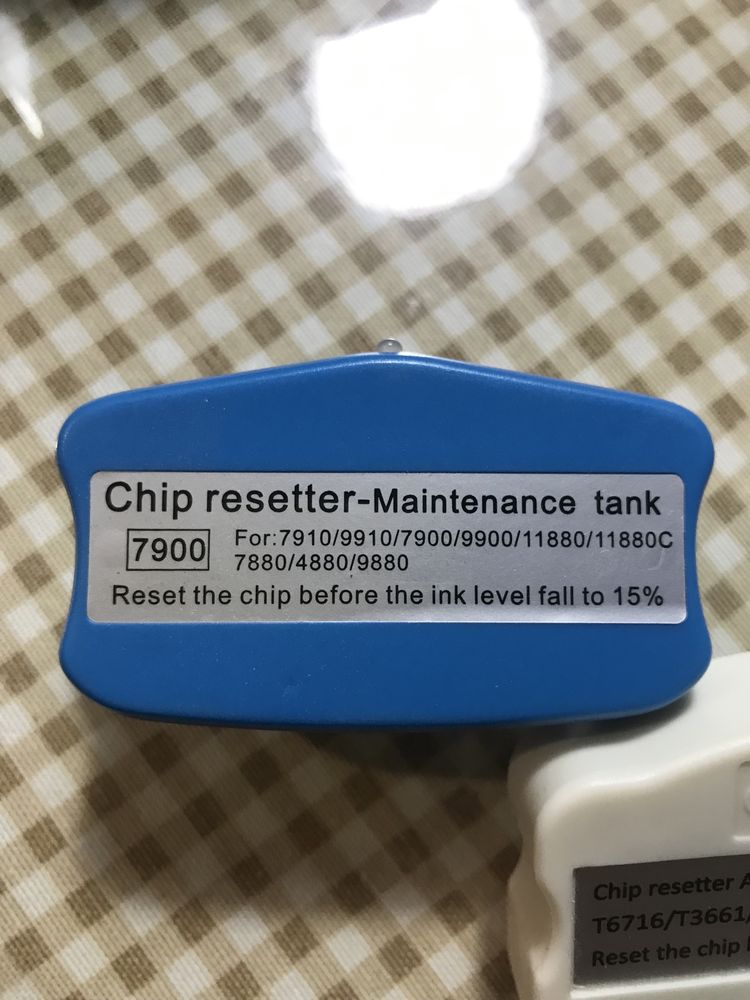 Chip resetter-Maintenance tank
7900
For:7910/9910/7900/9900/11880/11880C
7880/4880/9880
Reset the chip before the ink level fall to 15%
Chip resetter
T6716/T3661/
Reset the chip